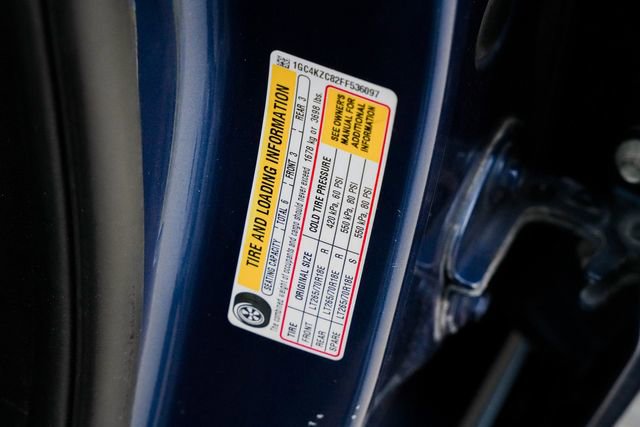 1GC4KZC82FF536097
TIRE AND LOADING INFORMATION
SEATING CAPACITY TOTAL 6 FRONT 3 REAR 3
The combined weight of occupants and cargo should never exceed 1678 kg or 3698 lbs.
TIRE ORIGINAL SIZE COLD TIRE PRESSURE
FRONT LT265/70R18E R 420 kPa, 60 PSI
REAR LT265/70R18E R 550 kPa, 80 PSI
SPARE LT265/70R18E S 550 kPa, 80 PSI
SEE OWNER'S
MANUAL FOR
ADDITIONAL
INFORMATION